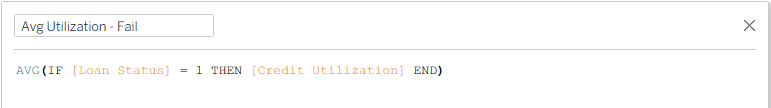 Avg Utilization - Fail
AVG(IF [Loan Status] = 1 THEN [Credit Utilization] END)